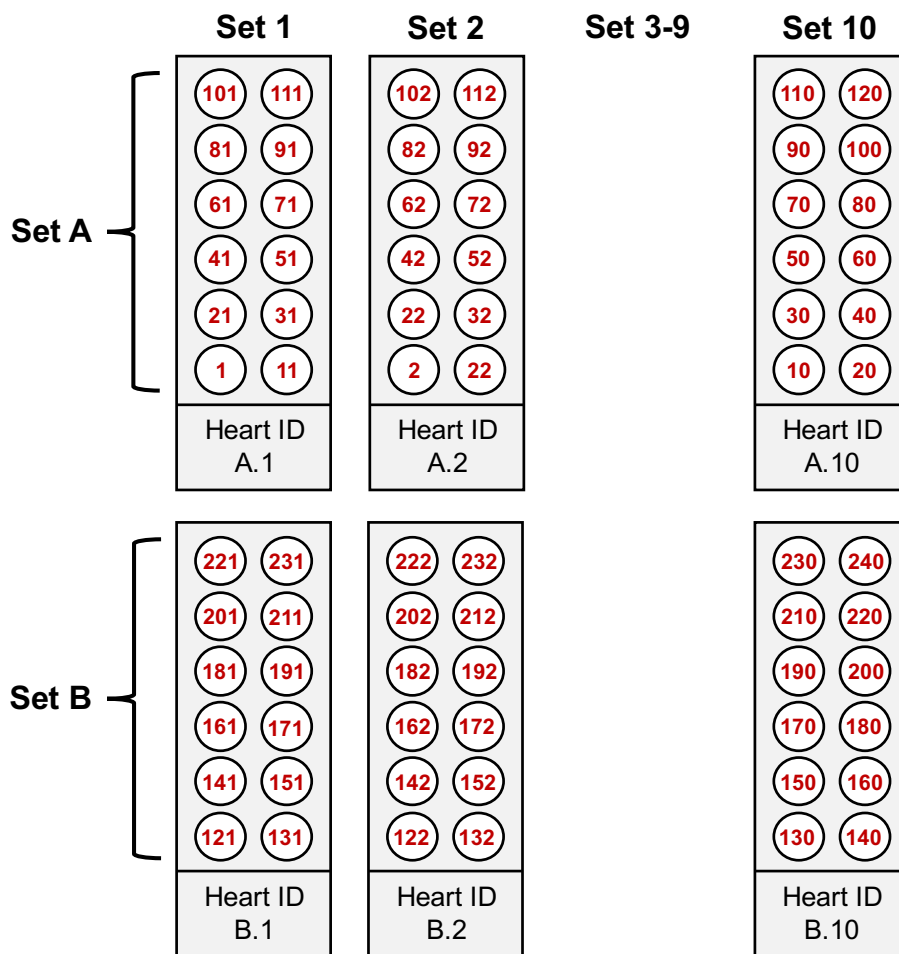 Set 1 Set 2 Set 3-9 Set 10
101 111 102 112 110 120
81 91 82 92 90 100
61 71 62 72 70 80
Set A
41 51 42 52 50 60
21 31 22 32 30 40
1 11 2 22 10 20
Heart ID Heart ID Heart ID
A.1 A.2 A.10
221 231 222 232 230 240
201 211 202 212 210 220
181 191 182 192 190 200
Set B
161 171 162 172 170 180
141 151 142 152 150 160
121 131 122 132 130 140
Heart ID Heart ID Heart ID
B.1 B.2 B.10